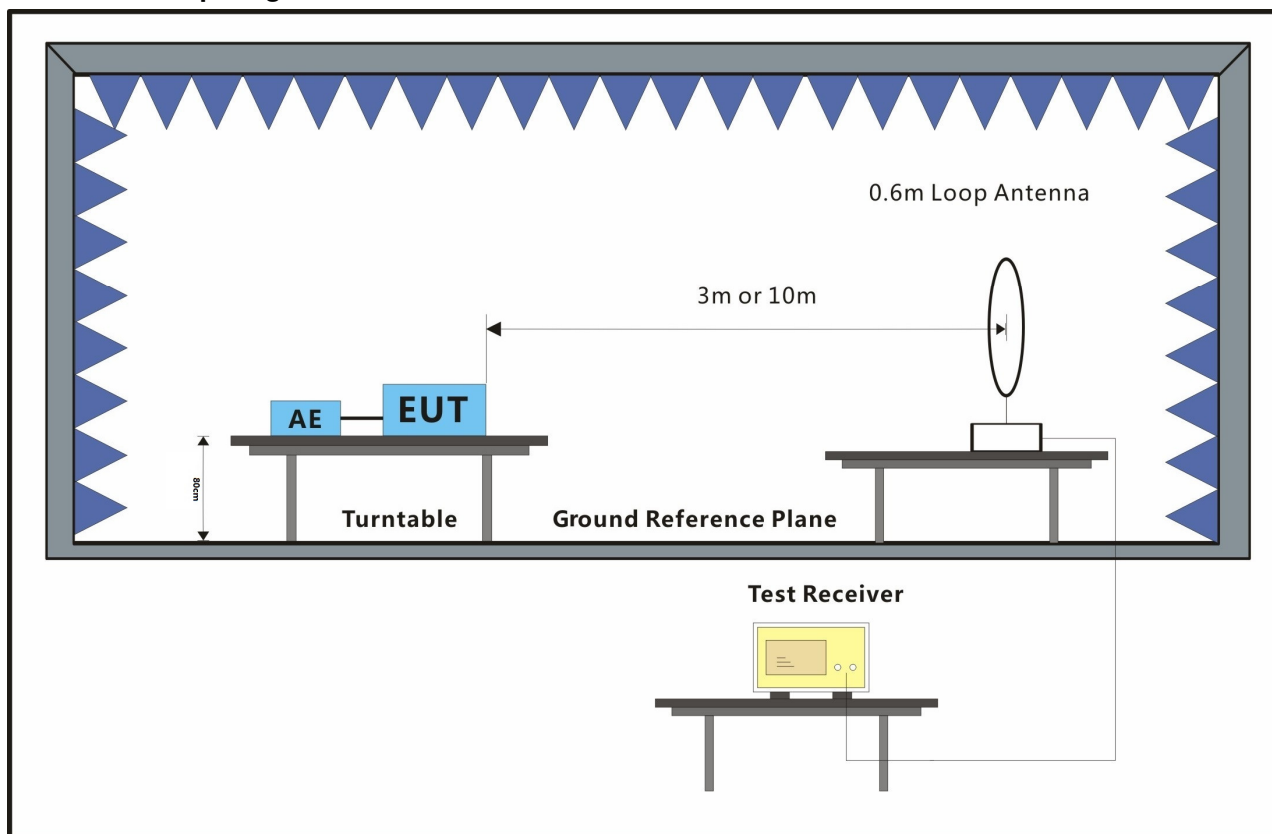 0.6m Loop Antenna
3m or 10m
AE
EUT
80cm
Turntable
Ground Reference Plane
Test Receiver